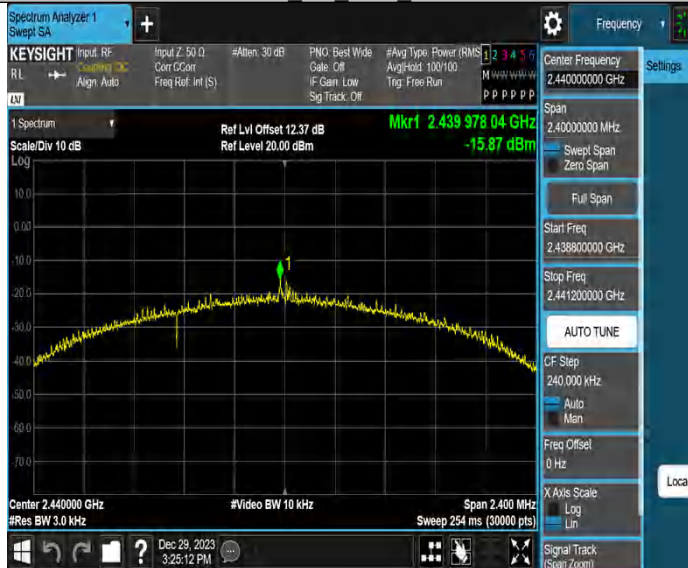 Spectrum Analyzer 1
Swept SA
+
Frequency
KEYSIGHT
RL
Input: RF
Coupling: DC
Align: Auto
Input Z: 50 Ω
Corr CCorr
Freq Ref: Int (S)
#Atten: 30 dB
PNO: Best Wide
Gate: Off
IF Gain: Low
Sig Track: Off
#Avg Type: Power (RMS
Avg|Hold: 100/100
Trig: Free Run
1 2 3 4 5 6
M W W W W W
P P P P P P
LXI
1 Spectrum
Scale/Div 10 dB
Log
Ref Lvl Offset 12.37 dB
Ref Level 20.00 dBm
Mkr1 2.439 978 04 GHz
-15.87 dBm
10.0
0.00
-10.0
-20.0
-30.0
-40.0
-50.0
-60.0
-70.0
1
Center 2.440000 GHz
#Res BW 3.0 kHz
#Video BW 10 kHz
Span 2.400 MHz
Sweep 254 ms (30000 pts)
Dec 29, 2023
3:25:12 PM
?
Center Frequency
2.440000000 GHz
Settings
Span
2.40000000 MHz
Swept Span
Zero Span
Full Span
Start Freq
2.438800000 GHz
Stop Freq
2.441200000 GHz
AUTO TUNE
CF Step
240.000 kHz
Auto
Man
Freq Offset
0 Hz
X Axis Scale
Log
Lin
Loca
Signal Track
(Span Zoom)